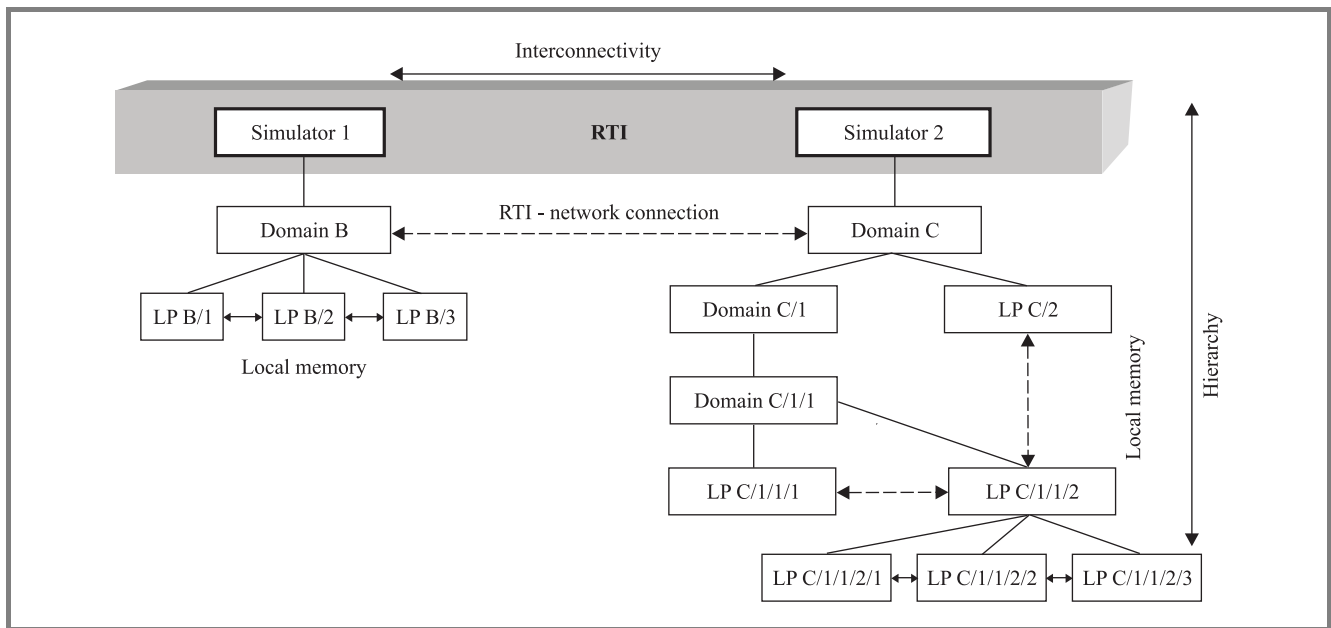 Interconnectivity
Simulator 1
RTI
Simulator 2
Domain B
RTI - network connection
Domain C
LP B/1
LP B/2
LP B/3
Local memory
Domain C/1
LP C/2
Domain C/1/1
Local memory
Hierarchy
LP C/1/1/1
LP C/1/1/2
LP C/1/1/2/1
LP C/1/1/2/2
LP C/1/1/2/3